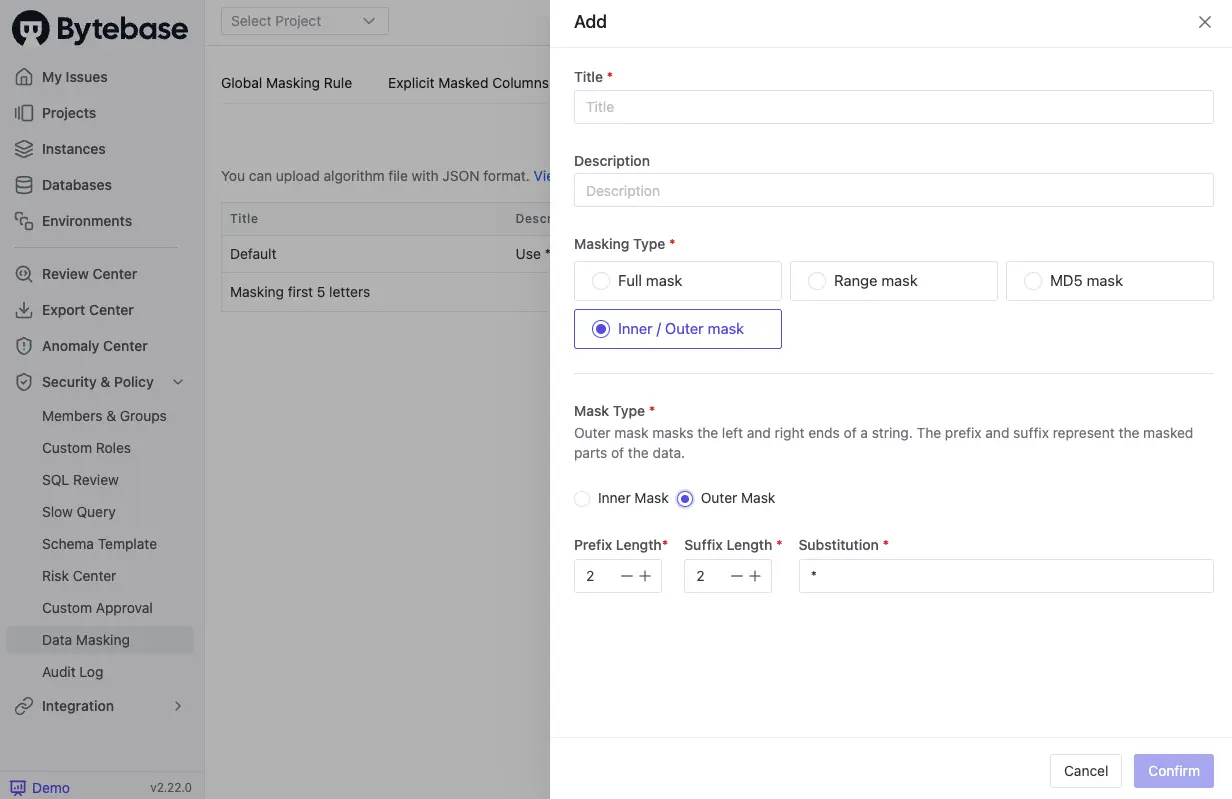 Bytebase
My Issues
Projects
Instances
Databases
Environments
Review Center
Export Center
Anomaly Center
Security & Policy
Members & Groups
Custom Roles
SQL Review
Slow Query
Schema Template
Risk Center
Custom Approval
Data Masking
Audit Log
Integration
Demo v2.22.0
Select Project
Global Masking Rule Explicit Masked Columns
You can upload algorithm file with JSON format.
Title
Default Use *
Masking first 5 letters
Add
Title *
Title
Description
Description
Masking Type *
Full mask Range mask MD5 mask
Inner / Outer mask
Mask Type *
Outer mask masks the left and right ends of a string. The prefix and suffix represent the masked
parts of the data.
Inner Mask Outer Mask
Prefix Length* Suffix Length * Substitution *
2 2 *
Cancel Confirm